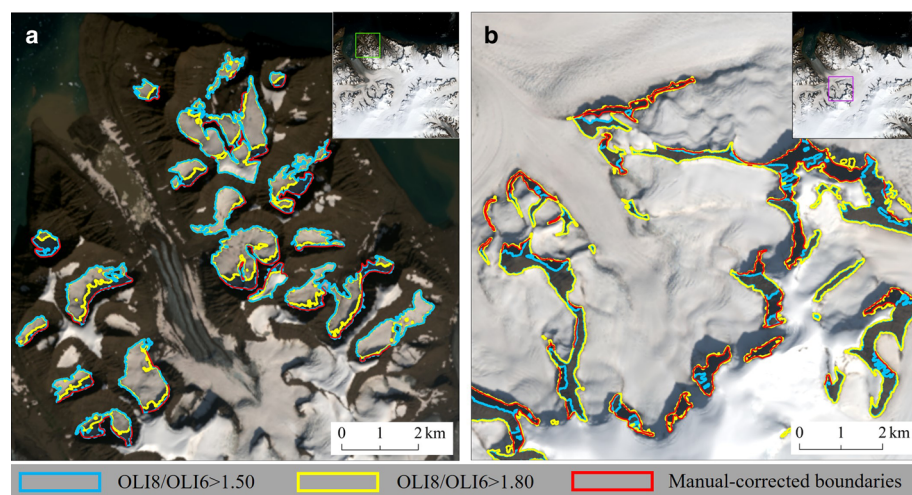 a
b
0 1 2 km
0 1 2 km
OLI8/OLI6>1.50 OLI8/OLI6>1.80 Manual-corrected boundaries